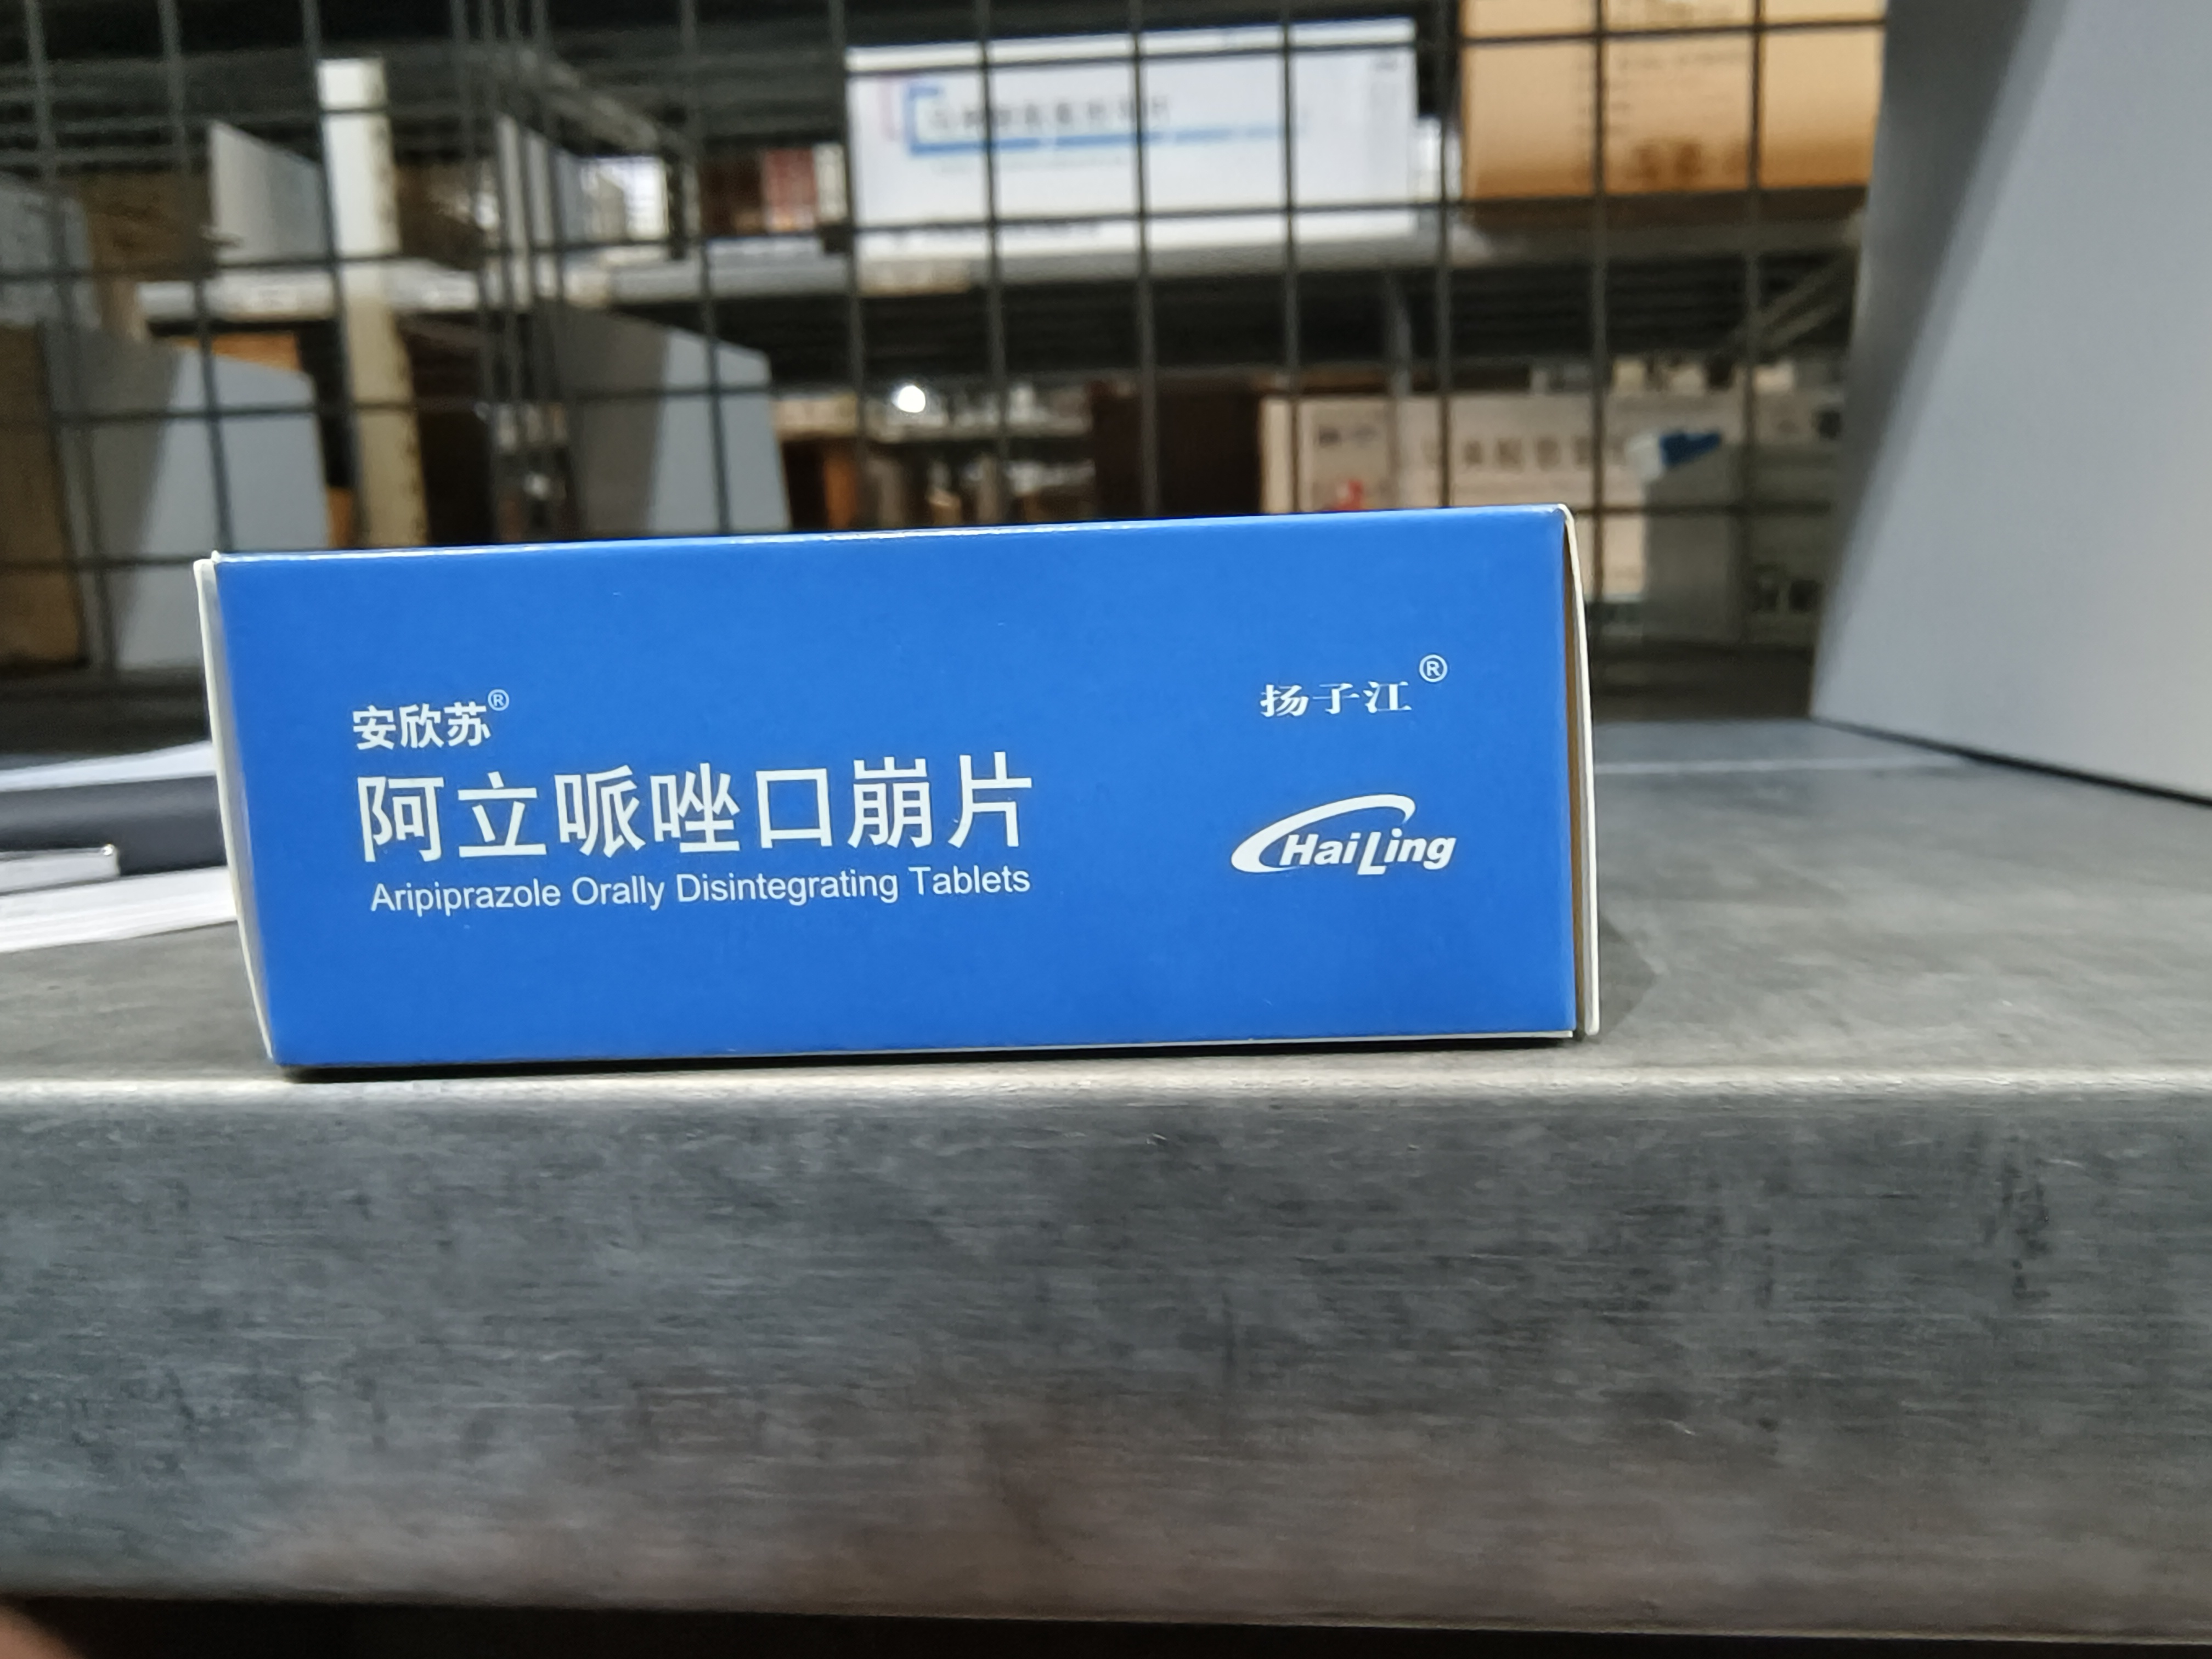 安欣苏®
阿立哌唑口崩片
Aripiprazole Orally Disintegrating Tablets
扬子江®
HaiLing